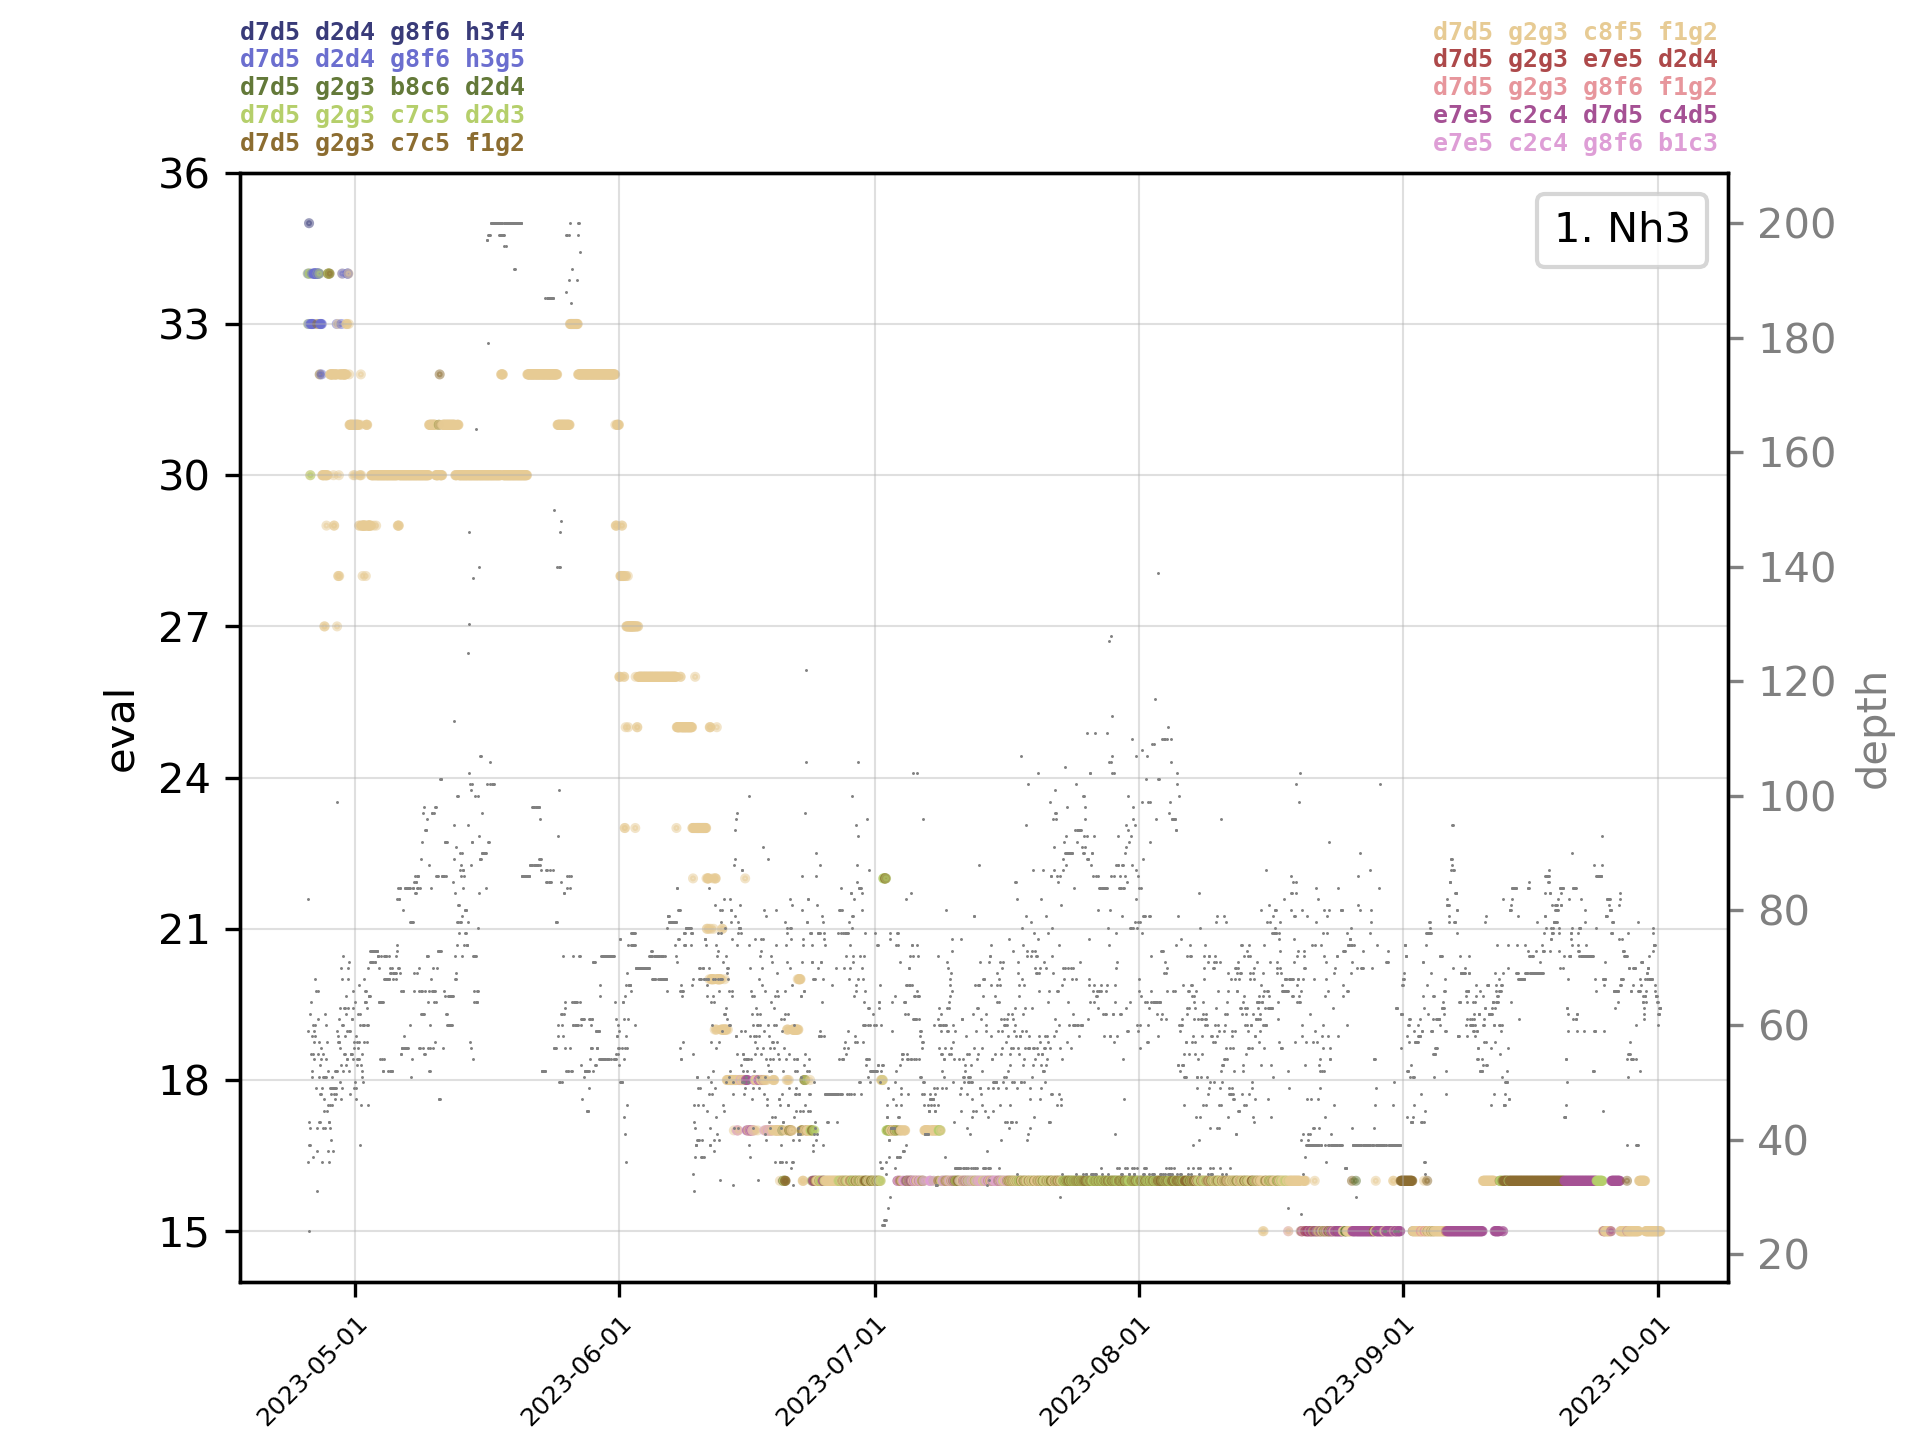 d7d5 d2d4 g8f6 h3f4
d7d5 d2d4 g8f6 h3g5
d7d5 g2g3 b8c6 d2d4
d7d5 g2g3 c7c5 d2d3
d7d5 g2g3 c7c5 f1g2
d7d5 g2g3 c8f5 f1g2
d7d5 g2g3 e7e5 d2d4
d7d5 g2g3 g8f6 f1g2
e7e5 c2c4 d7d5 c4d5
e7e5 c2c4 g8f6 b1c3
1. Nh3
eval
36
33
30
27
24
21
18
15
200
180
160
140
120
100
80
60
40
20
depth
2023-05-01
2023-06-01
2023-07-01
2023-08-01
2023-09-01
2023-10-01